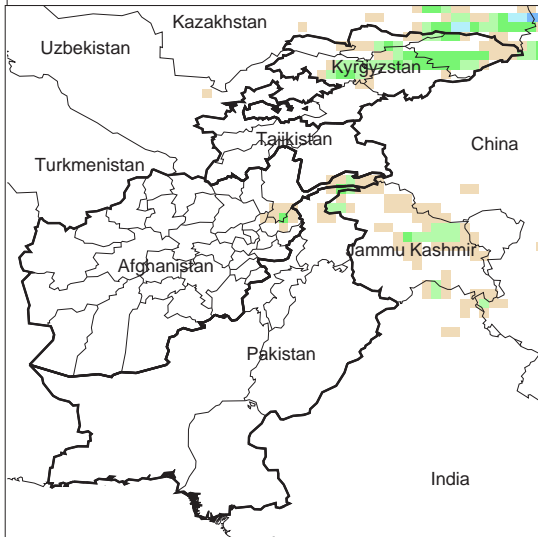 Kazakhstan
Uzbekistan
Kyrgyzstan
Tajikistan
China
Turkmenistan
Jammu Kashmir
Afghanistan
Pakistan
India